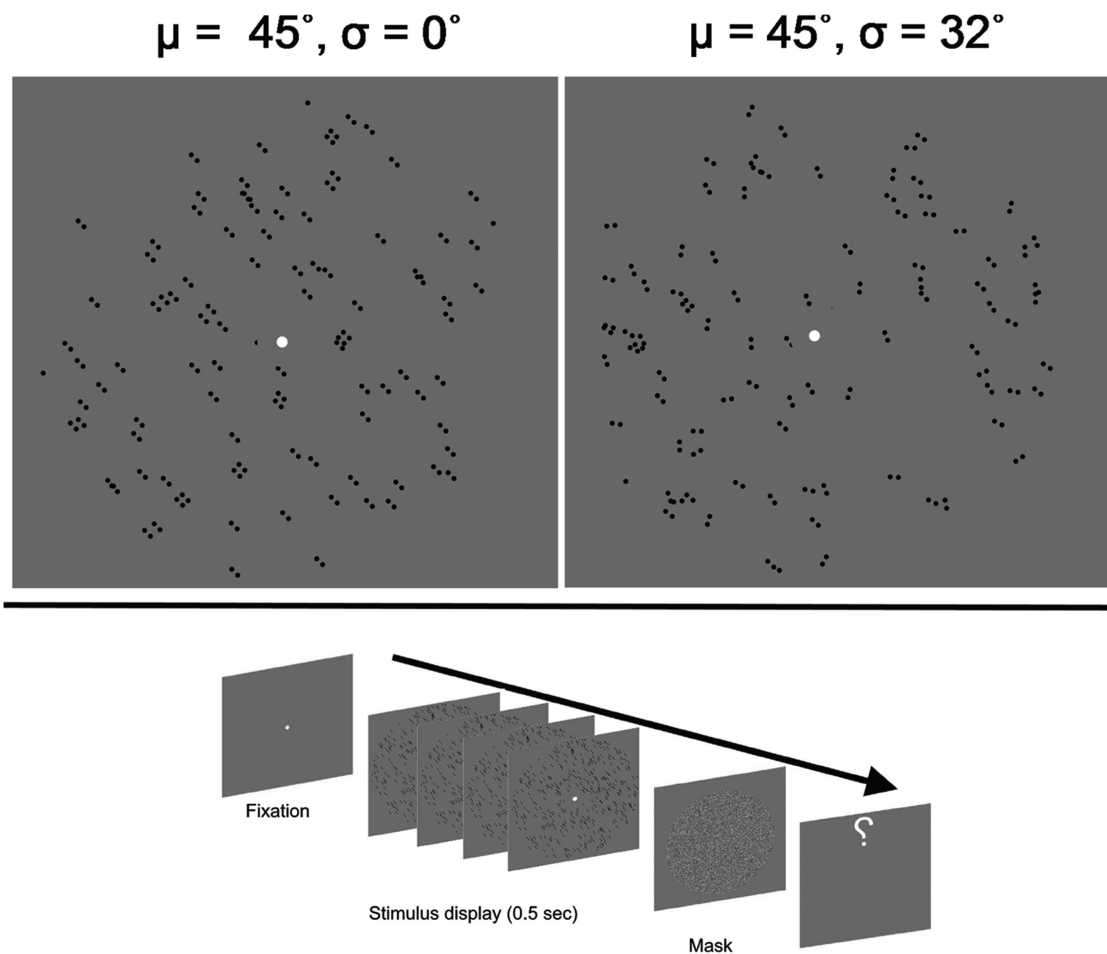 μ = 45°, σ = 0°
μ = 45°, σ = 32°
Fixation
Stimulus display (0.5 sec)
Mask
?